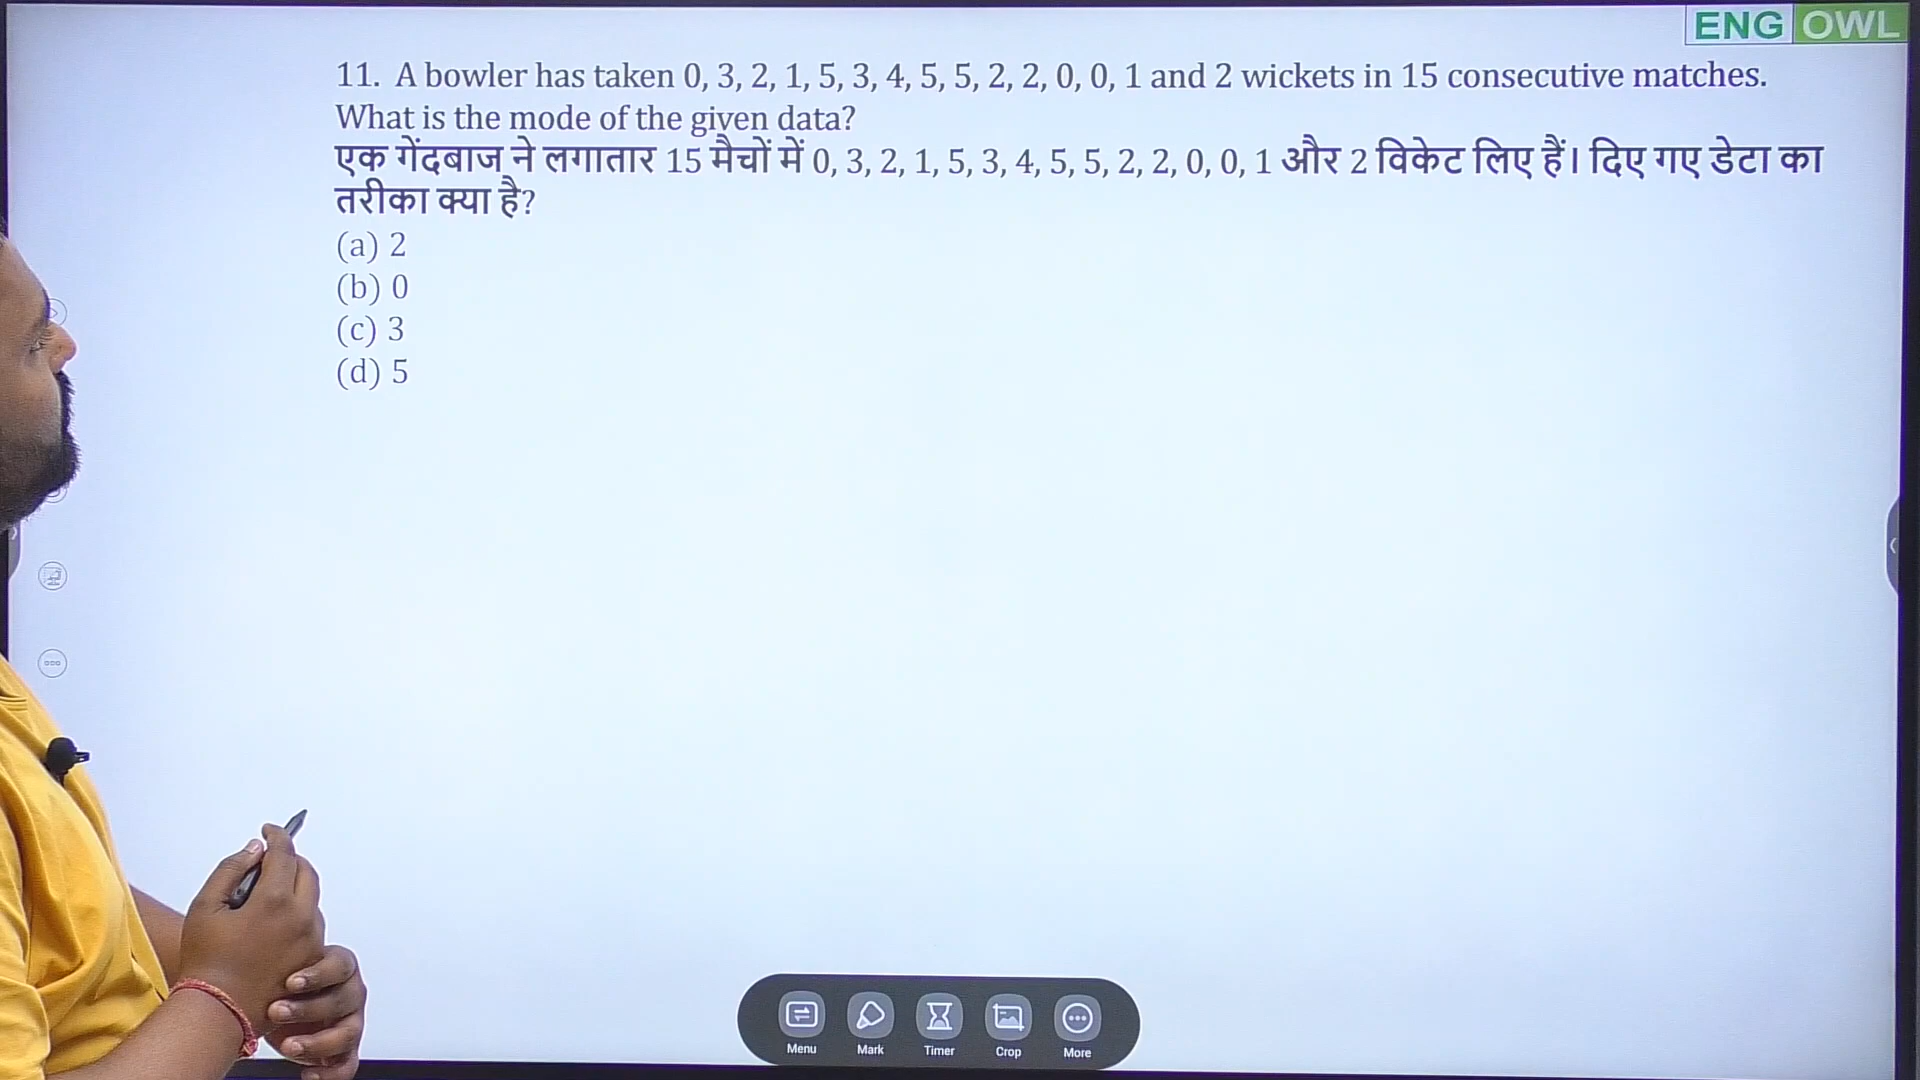 ENG OWL
11. A bowler has taken 0, 3, 2, 1, 5, 3, 4, 5, 5, 2, 2, 0, 0, 1 and 2 wickets in 15 consecutive matches.
What is the mode of the given data?
एक गेंदबाज ने लगातार 15 मैचों में 0, 3, 2, 1, 5, 3, 4, 5, 5, 2, 2, 0, 0, 1 और 2 विकेट लिए हैं। दिए गए डेटा का
तरीका क्या है?
(a) 2
(b) 0
(c) 3
(d) 5
Menu Mark Timer Crop More